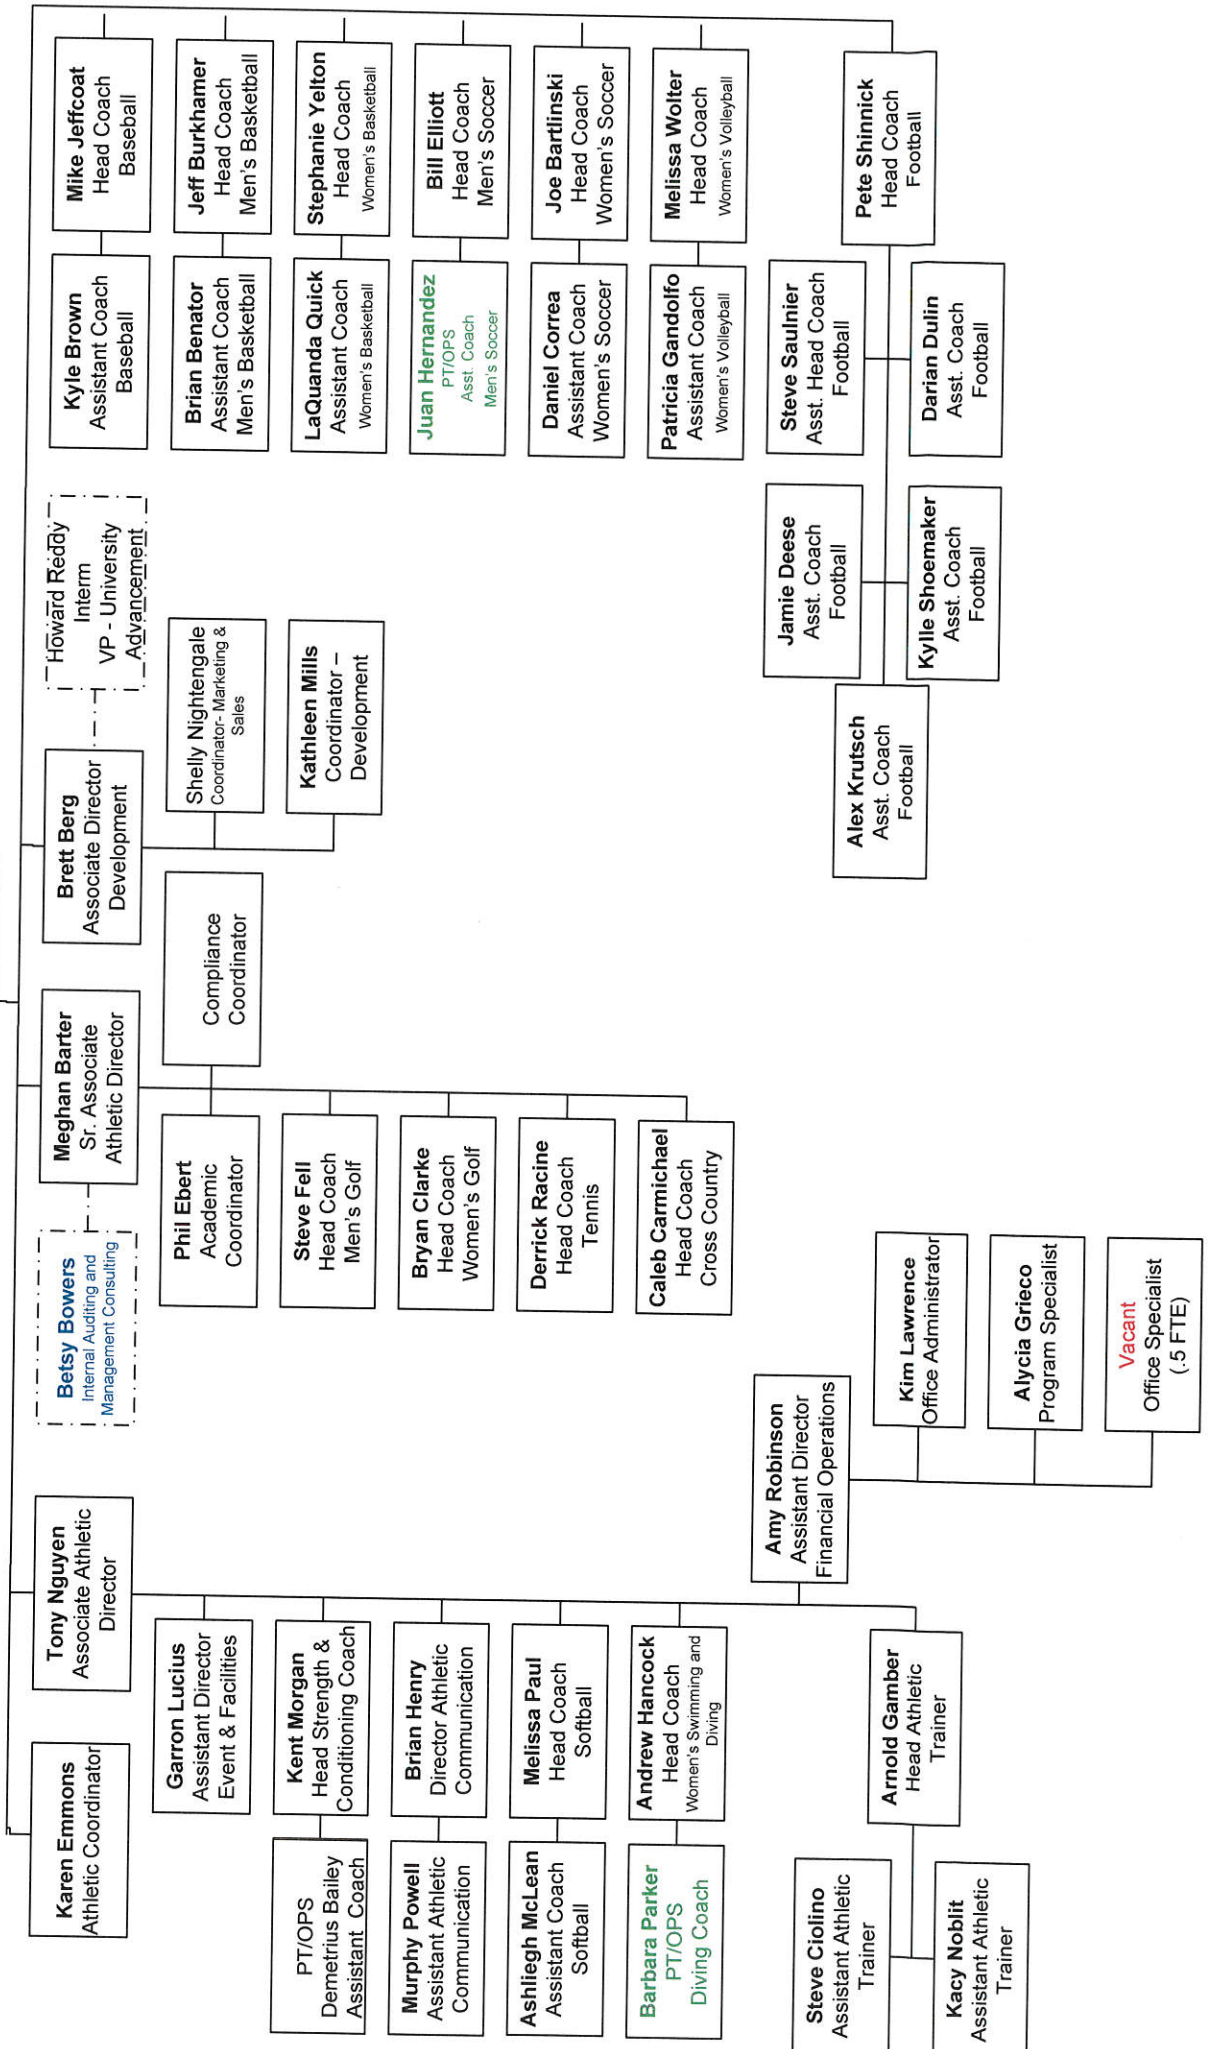 Karen Emmons
Athletic Coordinator
Tony Nguyen
Associate Athletic
Director
Betsy Bowers
Internal Auditing and
Management Consulting
Meghan Barter
Sr. Associate
Athletic Director
Brett Berg
Associate Director
Development
Howard Reddy
Interm
VP - University
Advancement
Garron Lucius
Assistant Director
Event & Facilities
Kent Morgan
Head Strength &
Conditioning Coach
PT/OPS
Demetrius Bailey
Assistant Coach
Brian Henry
Director Athletic
Communication
Murphy Powell
Assistant Athletic
Communication
Melissa Paul
Head Coach
Softball
Ashliegh McLean
Assistant Coach
Softball
Andrew Hancock
Head Coach
Women's Swimming and
Diving
Barbara Parker
PT/OPS
Diving Coach
Amy Robinson
Assistant Director
Financial Operations
Kim Lawrence
Office Administrator
Alycia Grieco
Program Specialist
Vacant
Office Specialist
(.5 FTE)
Arnold Gamber
Head Athletic
Trainer
Steve Ciolino
Assistant Athletic
Trainer
Kacy Noblit
Assistant Athletic
Trainer
Phil Ebert
Academic
Coordinator
Compliance
Coordinator
Steve Fell
Head Coach
Men's Golf
Bryan Clarke
Head Coach
Women's Golf
Derrick Racine
Head Coach
Tennis
Caleb Carmichael
Head Coach
Cross Country
Shelly Nightengale
Coordinator- Marketing &
Sales
Kathleen Mills
Coordinator –
Development
Kyle Brown
Assistant Coach
Baseball
Mike Jeffcoat
Head Coach
Baseball
Brian Benator
Assistant Coach
Men's Basketball
Jeff Burkhamer
Head Coach
Men's Basketball
LaQuanda Quick
Assistant Coach
Women's Basketball
Stephanie Yelton
Head Coach
Women's Basketball
Juan Hernandez
PT/OPS
Asst. Coach
Men's Soccer
Bill Elliott
Head Coach
Men's Soccer
Daniel Correa
Assistant Coach
Women's Soccer
Joe Bartlinski
Head Coach
Women's Soccer
Patricia Gandolfo
Assistant Coach
Women's Volleyball
Melissa Wolter
Head Coach
Women's Volleyball
Pete Shinnick
Head Coach
Football
Steve Saulnier
Asst. Head Coach
Football
Darian Dulin
Asst. Coach
Football
Jamie Deese
Asst. Coach
Football
Kylle Shoemaker
Asst. Coach
Football
Alex Krutsch
Asst. Coach
Football